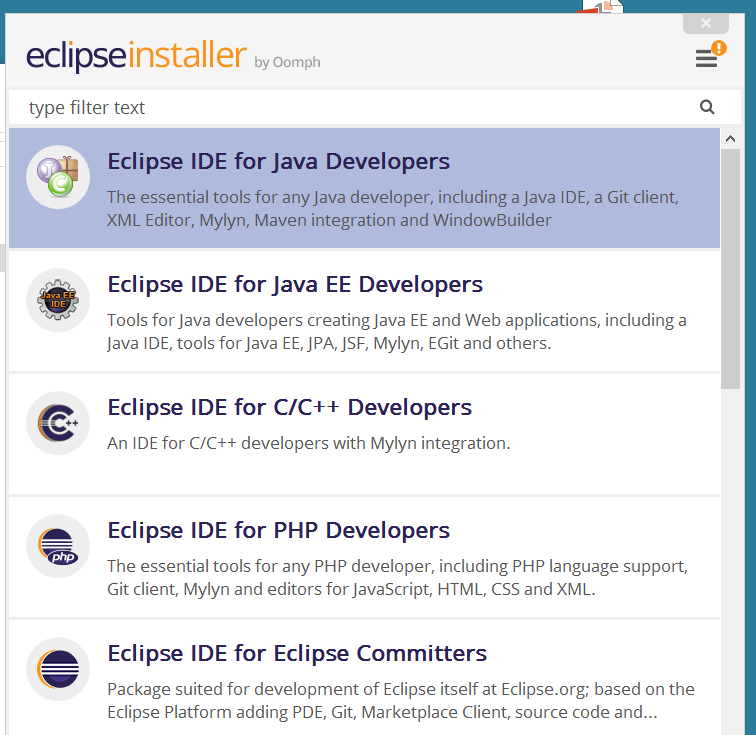 eclipseinstaller by Oomph
type filter text
Eclipse IDE for Java Developers
The essential tools for any Java developer, including a Java IDE, a Git client,
XML Editor, Mylyn, Maven integration and WindowBuilder
Java EE
IDE
Eclipse IDE for Java EE Developers
Tools for Java developers creating Java EE and Web applications, including a
Java IDE, tools for Java EE, JPA, JSF, Mylyn, EGit and others.
C++
Eclipse IDE for C/C++ Developers
An IDE for C/C++ developers with Mylyn integration.
php
Eclipse IDE for PHP Developers
The essential tools for any PHP developer, including PHP language support,
Git client, Mylyn and editors for JavaScript, HTML, CSS and XML.
Eclipse IDE for Eclipse Committers
Package suited for development of Eclipse itself at Eclipse.org; based on the
Eclipse Platform adding PDE, Git, Marketplace Client, source code and...